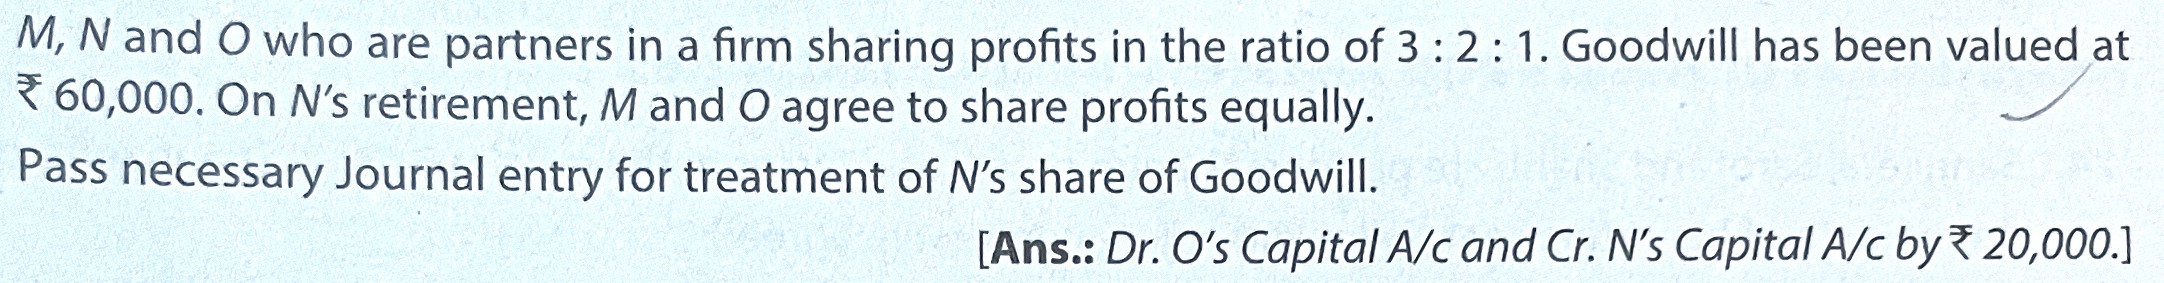 M, N and O who are partners in a firm sharing profits in the ratio of 3 : 2 : 1. Goodwill has been valued at
₹ 60,000. On N's retirement, M and O agree to share profits equally.
Pass necessary Journal entry for treatment of N's share of Goodwill.
[Ans.: Dr. O's Capital A/c and Cr. N's Capital A/c by ₹ 20,000.]